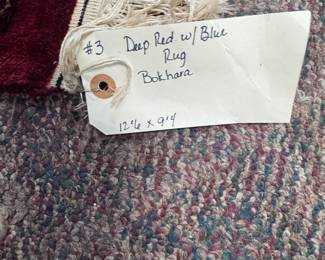 #3 Deep Red w/ Blue
Rug
Bokhara
12'6 x 9'4